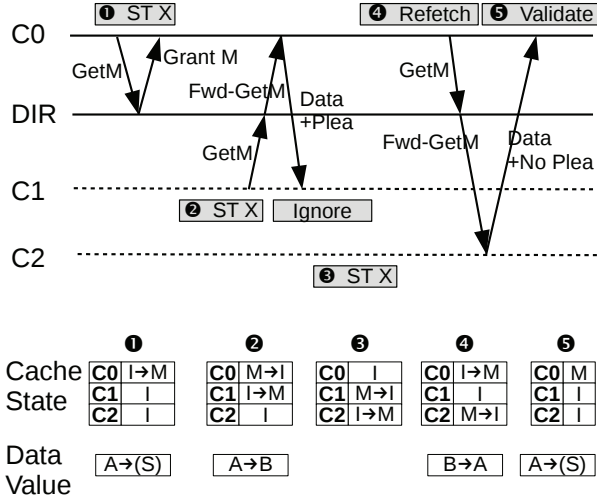 ❶ ST X
❹ Refetch
❺ Validate
C0
GetM
Grant M
Fwd-GetM
Data
+Plea
GetM
DIR
GetM
Fwd-GetM
Data
+No Plea
C1
❷ ST X
Ignore
C2
❸ ST X
❶ ❷ ❸ ❹ ❺
Cache
State
C0 I→M
C1 I
C2 I
C0 M→I
C1 I→M
C2 I
C0 I
C1 M→I
C2 I→M
C0 I→M
C1 I
C2 M→I
C0 M
C1 I
C2 I
Data
Value
A→(S)
A→B
B→A
A→(S)